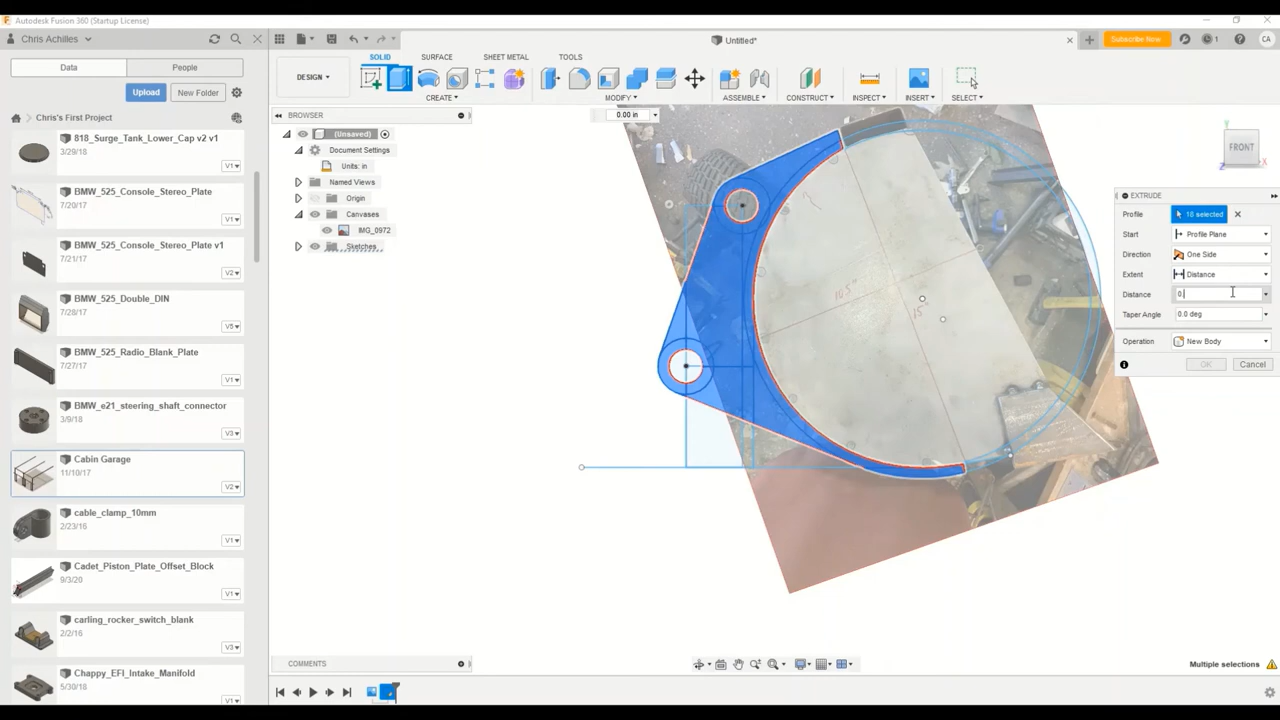 Autodesk Fusion 360 (Startup License)
Chris Achilles
Untitled*
Subscribe Now
1
CA
Data
People
Upload
New Folder
Chris's First Project
818_Surge_Tank_Lower_Cap v2 v1
3/29/18
V1
BMW_525_Console_Stereo_Plate
7/20/17
V1
BMW_525_Console_Stereo_Plate v1
7/21/17
V2
BMW_525_Double_DIN
7/28/17
V5
BMW_525_Radio_Blank_Plate
7/27/17
V4
BMW_e21_steering_shaft_connector
3/9/18
V3
Cabin Garage
11/10/17
V2
cable_clamp_10mm
2/23/16
V1
Cadet_Piston_Plate_Offset_Block
9/3/20
V1
carling_rocker_switch_blank
2/2/16
V3
Chappy_EFI_Intake_Manifold
5/30/18
V1
DESIGN
SOLID
SURFACE
SHEET METAL
TOOLS
CREATE
MODIFY
ASSEMBLE
CONSTRUCT
INSPECT
INSERT
SELECT
BROWSER
(Unsaved)
Document Settings
Units: in
Named Views
Origin
Canvases
IMG_0972
Sketches
0.00 in
FRONT
Y
Z
X
EXTRUDE
Profile
18 selected
Start
Profile Plane
Direction
One Side
Extent
Distance
Distance
0.
Taper Angle
0.0 deg
Operation
New Body
OK
Cancel
COMMENTS
Multiple selections